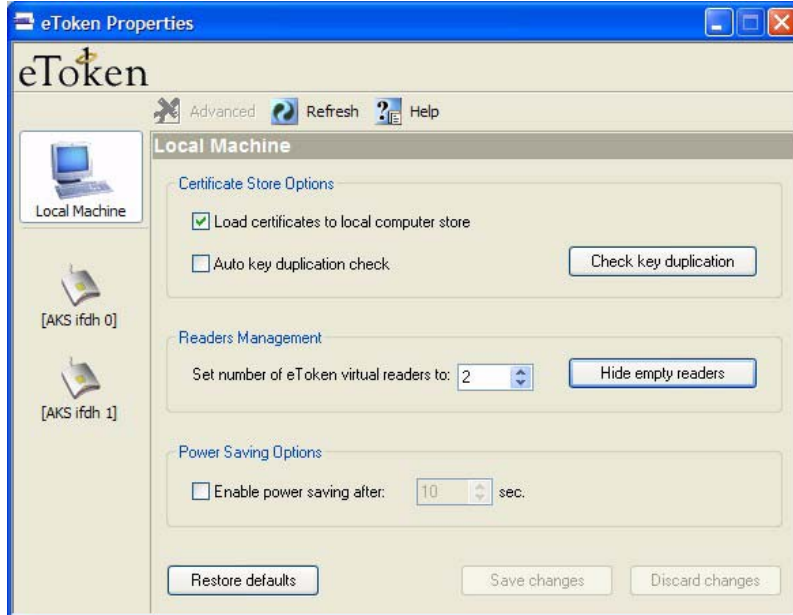 eToken Properties
eToken
Advanced Refresh Help
Local Machine
Local Machine
Certificate Store Options
Load certificates to local computer store
Auto key duplication check
Check key duplication
[AKS ifdh 0]
Readers Management
Set number of eToken virtual readers to: 2
Hide empty readers
[AKS ifdh 1]
Power Saving Options
Enable power saving after: 10 sec.
Restore defaults
Save changes
Discard changes